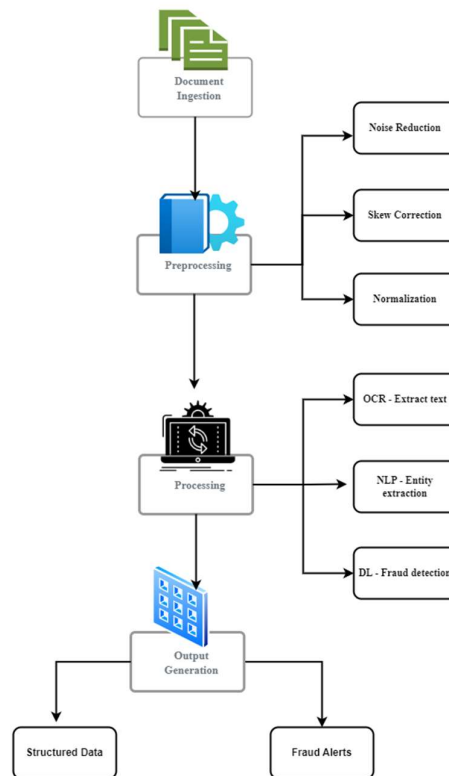 Document
Ingestion
Noise Reduction
Skew Correction
Preprocessing
Normalization
OCR - Extract text
NLP - Entity
extraction
Processing
DL - Fraud detection
Output
Generation
Structured Data
Fraud Alerts